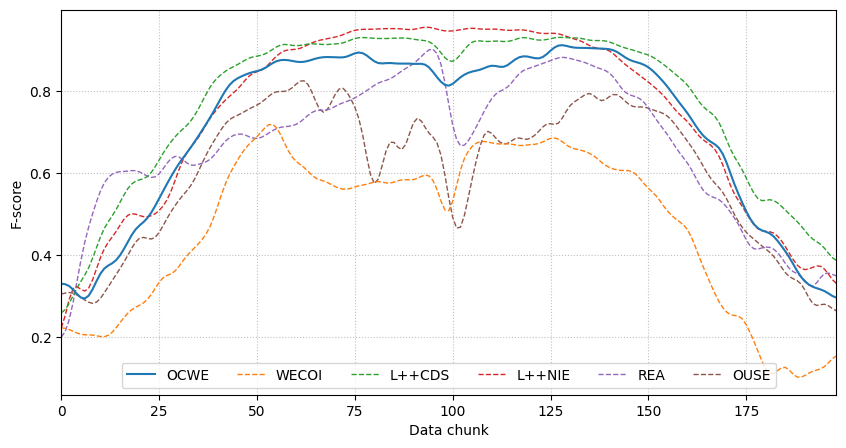 F-score
0.8
0.6
0.4
0.2
OCWE WECOI L++CDS L++NIE REA OUSE
0 25 50 75 100 125 150 175
Data chunk